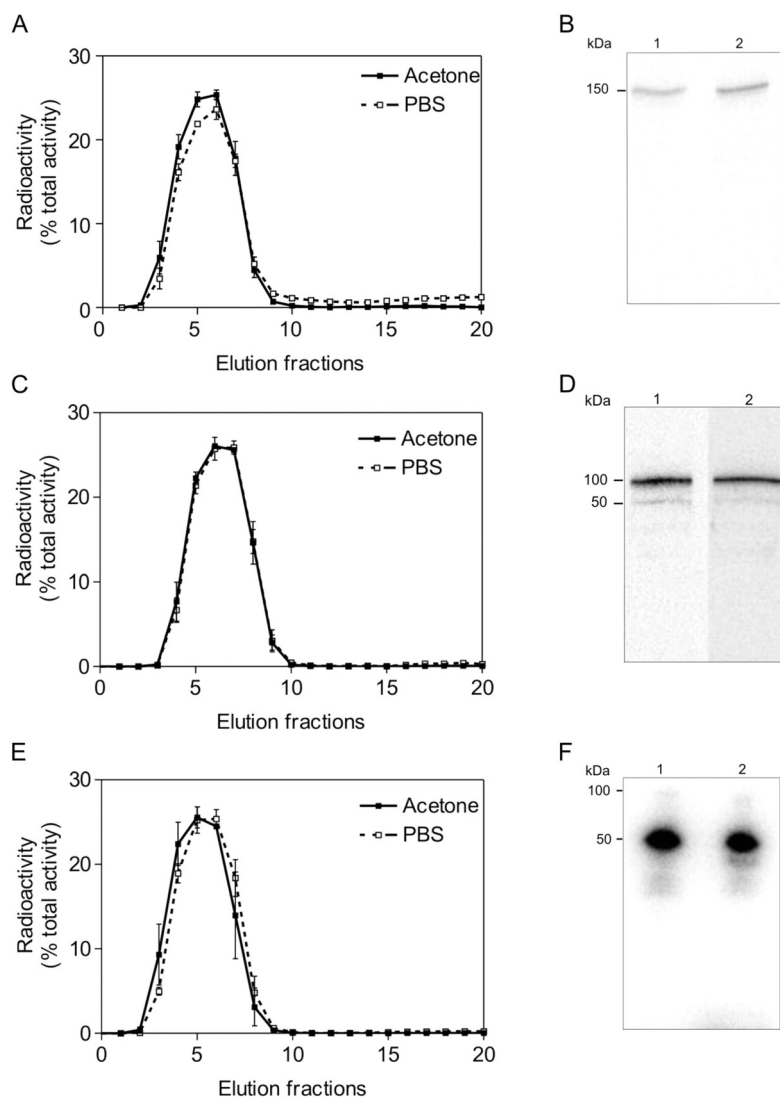 A
Radioactivity
(% total activity)
30
20
10
0
0 5 10 15 20
Elution fractions
Acetone
PBS
B
kDa 1 2
150
C
Radioactivity
(% total activity)
30
20
10
0
0 5 10 15 20
Elution fractions
Acetone
PBS
D
kDa 1 2
100
50
E
Radioactivity
(% total activity)
30
20
10
0
0 5 10 15 20
Elution fractions
Acetone
PBS
F
kDa 1 2
100
50